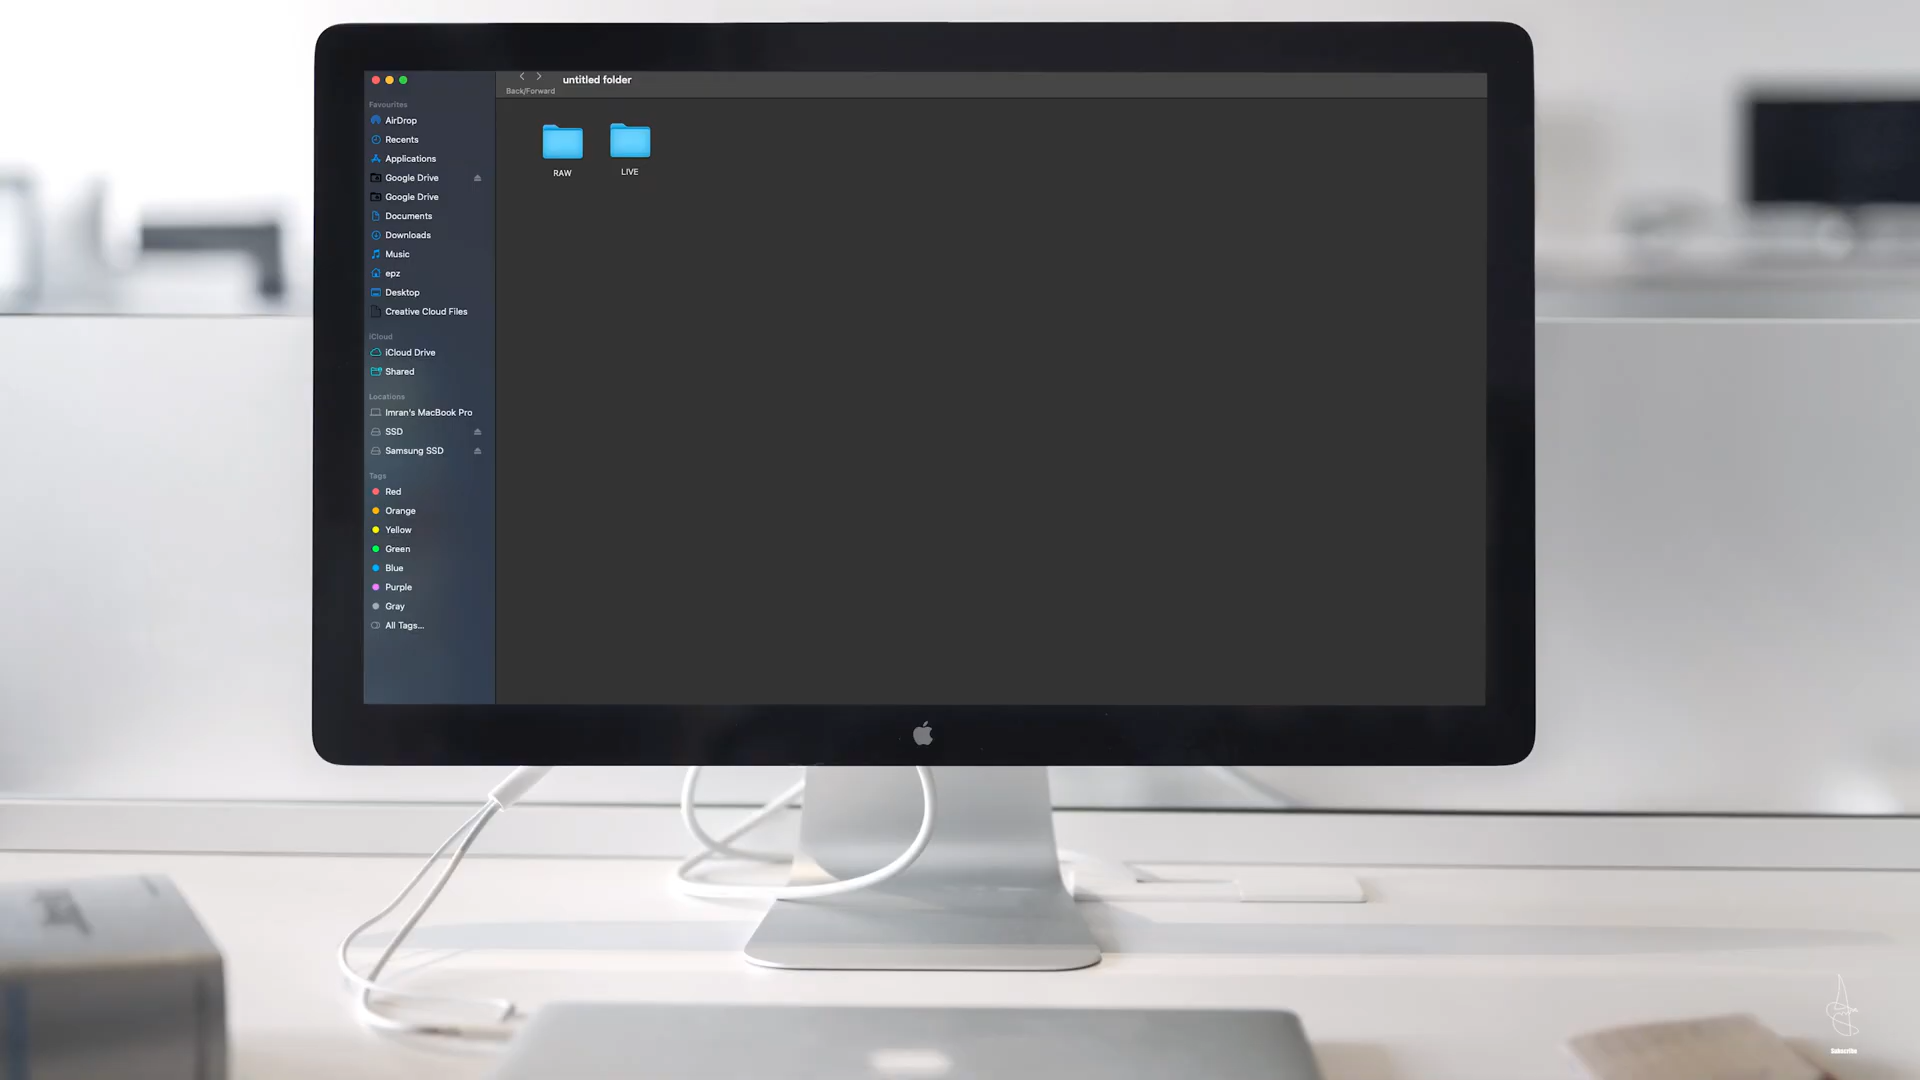 untitled folder
Back/Forward
Favourites
AirDrop
Recents
Applications
Google Drive
Google Drive
Documents
Downloads
Music
epz
Desktop
Creative Cloud Files
iCloud
iCloud Drive
Shared
Locations
Imran's MacBook Pro
SSD
Samsung SSD
Tags
Red
Orange
Yellow
Green
Blue
Purple
Gray
All Tags...
RAW
LIVE
Subscribe